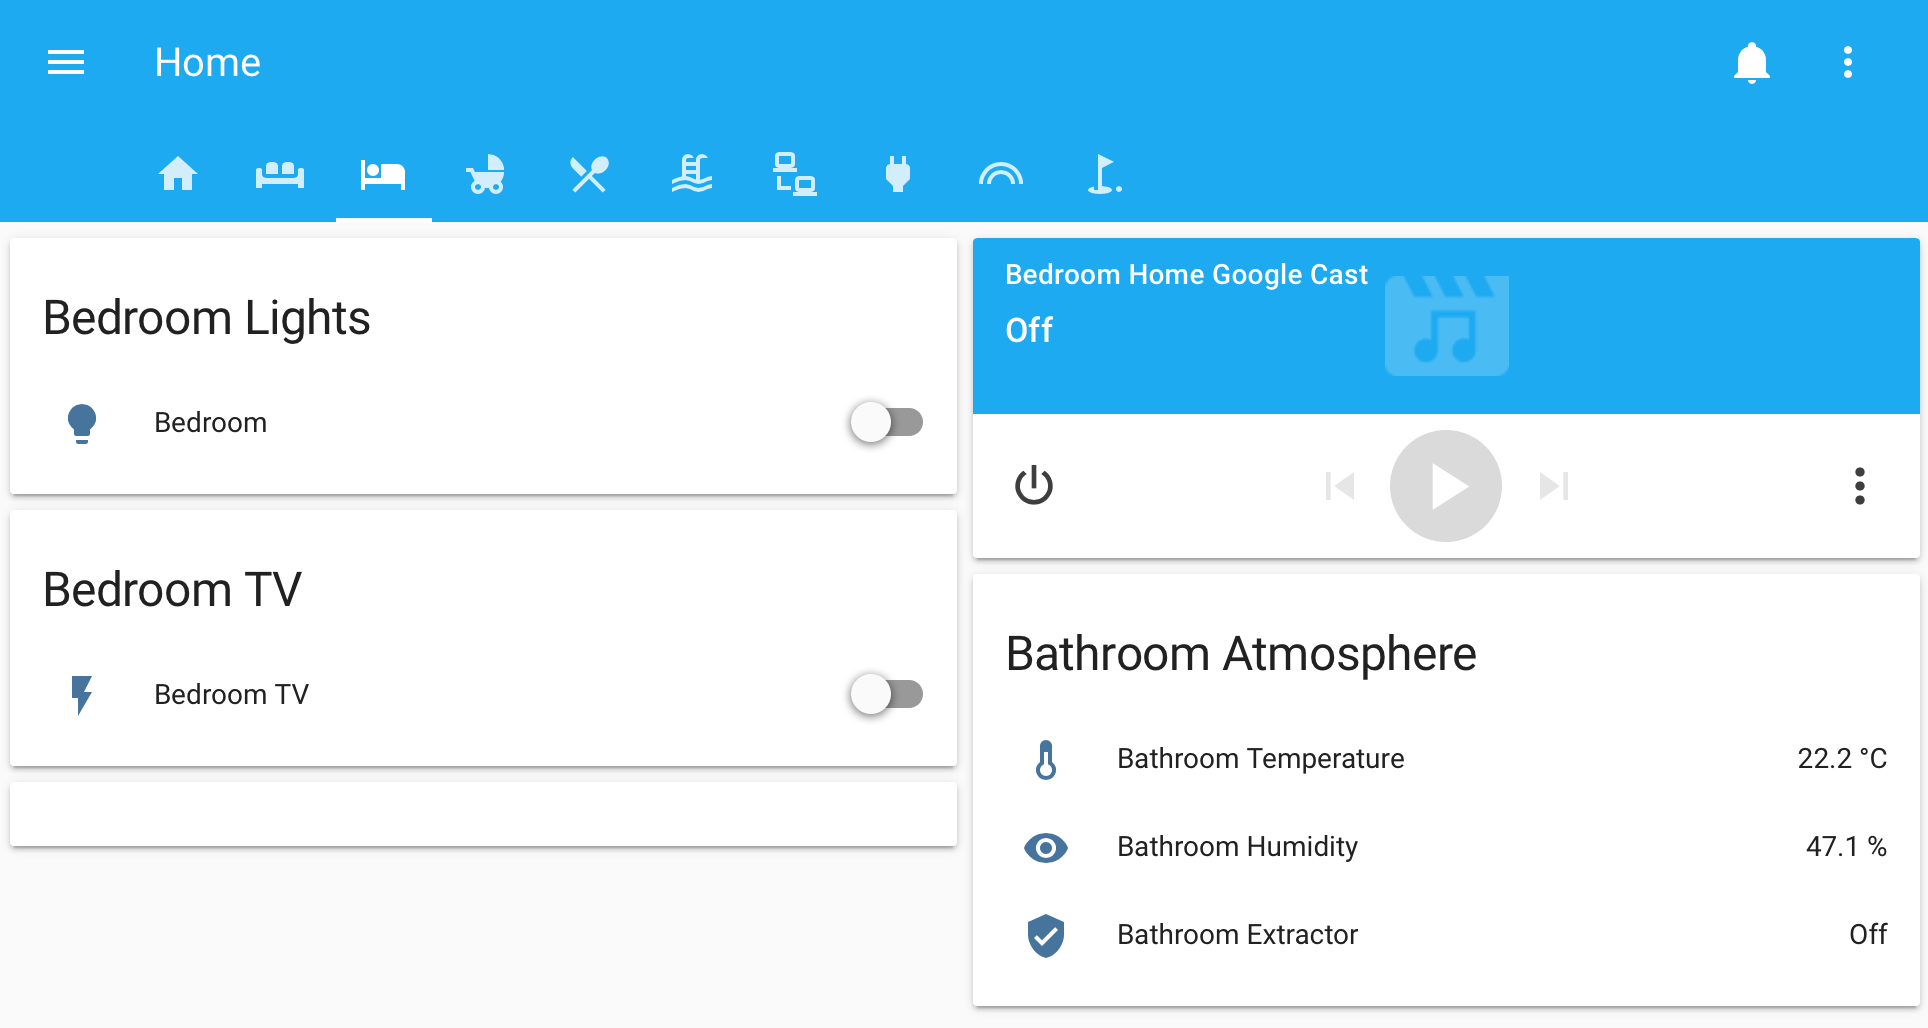 Home
Bedroom Lights
Bedroom
Bedroom TV
Bedroom TV
Bedroom Home Google Cast
Off
Bathroom Atmosphere
Bathroom Temperature 22.2 °C
Bathroom Humidity 47.1 %
Bathroom Extractor Off